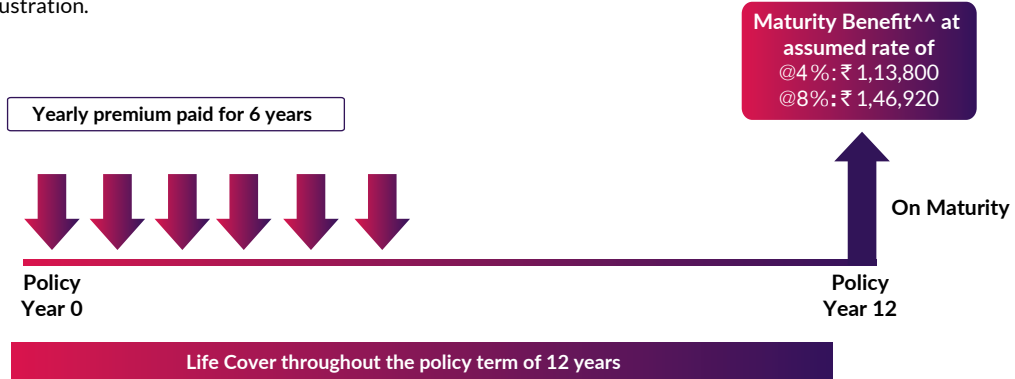 ustration.
Maturity Benefit^^ at
assumed rate of
@4%:₹ 1,13,800
@8%:₹ 1,46,920
Yearly premium paid for 6 years
On Maturity
Policy
Year 0
Policy
Year 12
Life Cover throughout the policy term of 12 years